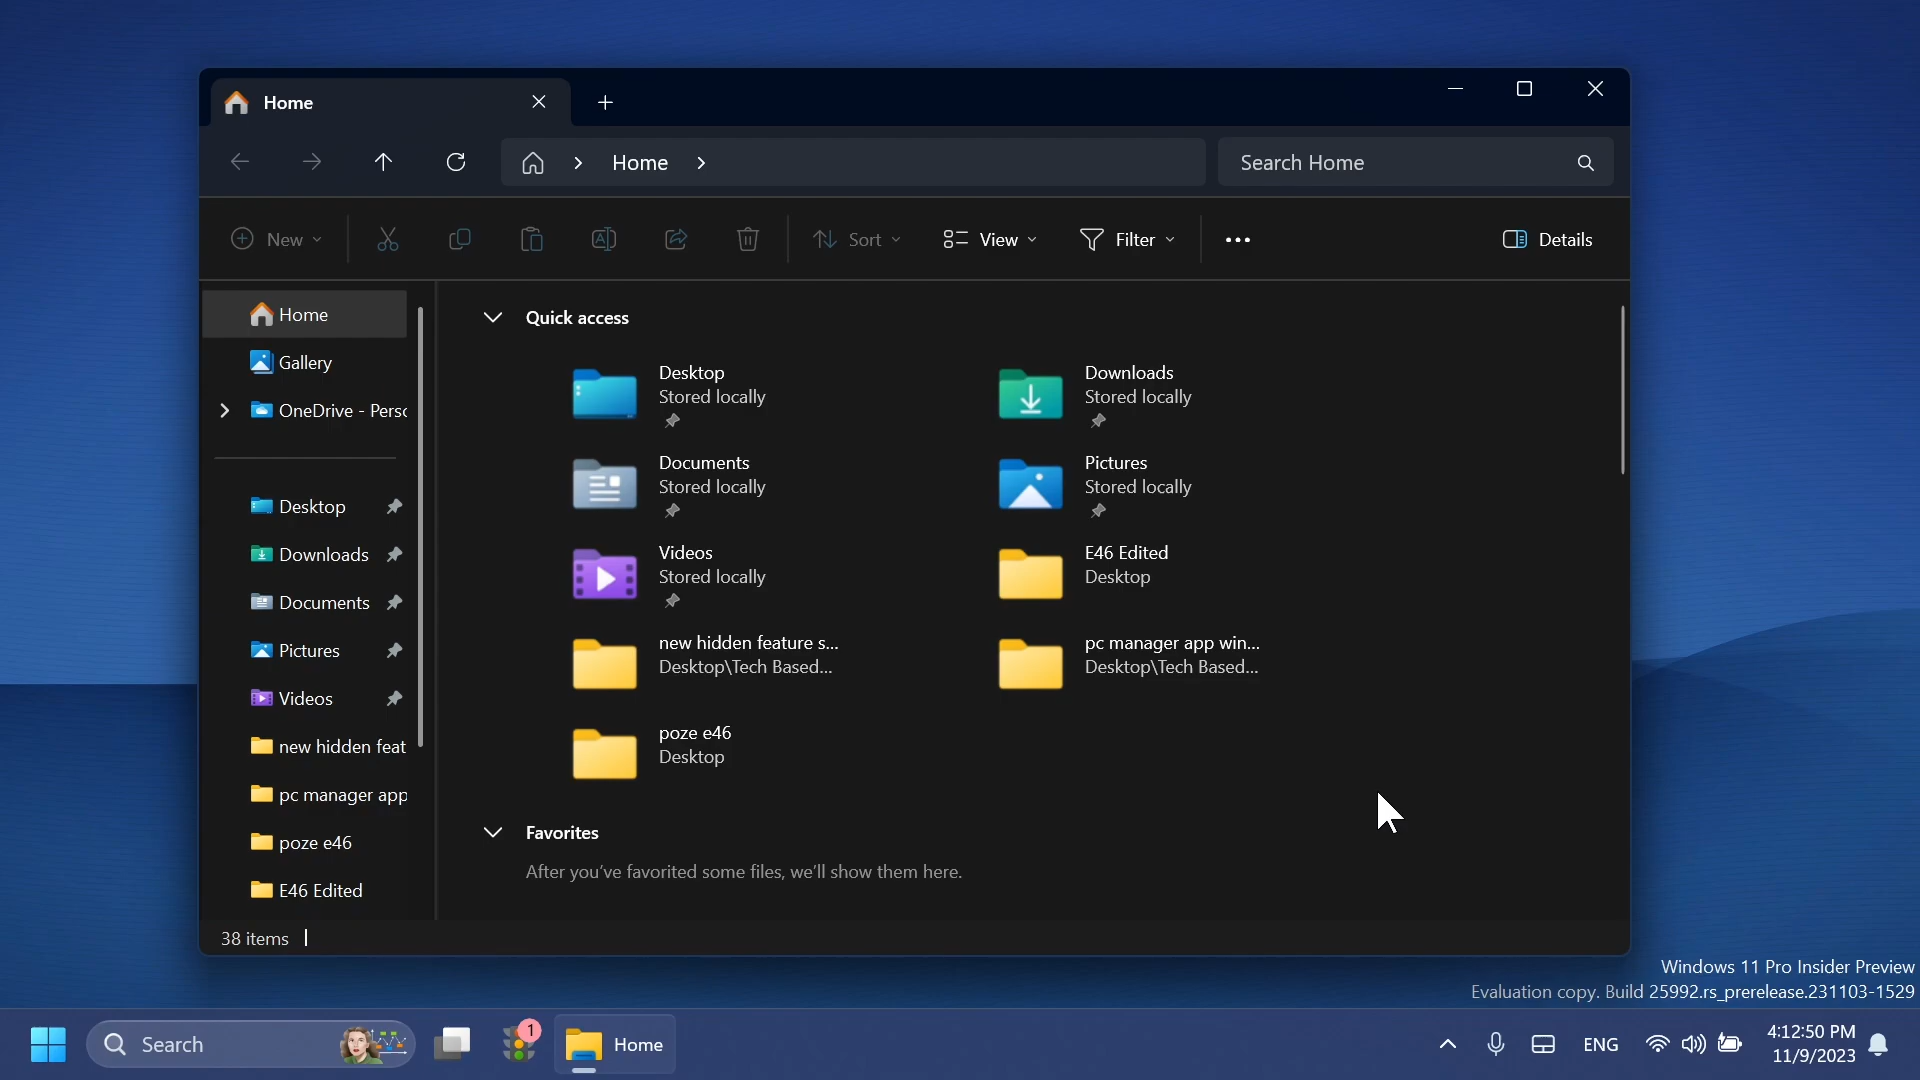 Home
Home
Search Home
New
Sort
View
Filter
Details
Home
Gallery
OneDrive - Perso
Desktop
Downloads
Documents
Pictures
Videos
new hidden feat
pc manager app
poze e46
E46 Edited
Quick access
Desktop
Stored locally
Downloads
Stored locally
Documents
Stored locally
Pictures
Stored locally
Videos
Stored locally
E46 Edited
Desktop
new hidden feature s...
Desktop\Tech Based...
pc manager app win...
Desktop\Tech Based...
poze e46
Desktop
Favorites
After you've favorited some files, we'll show them here.
38 items
Windows 11 Pro Insider Preview
Evaluation copy. Build 25992.rs_prerelease.231103-1529
Search
1
Home
ENG
4:12:50 PM
11/9/2023